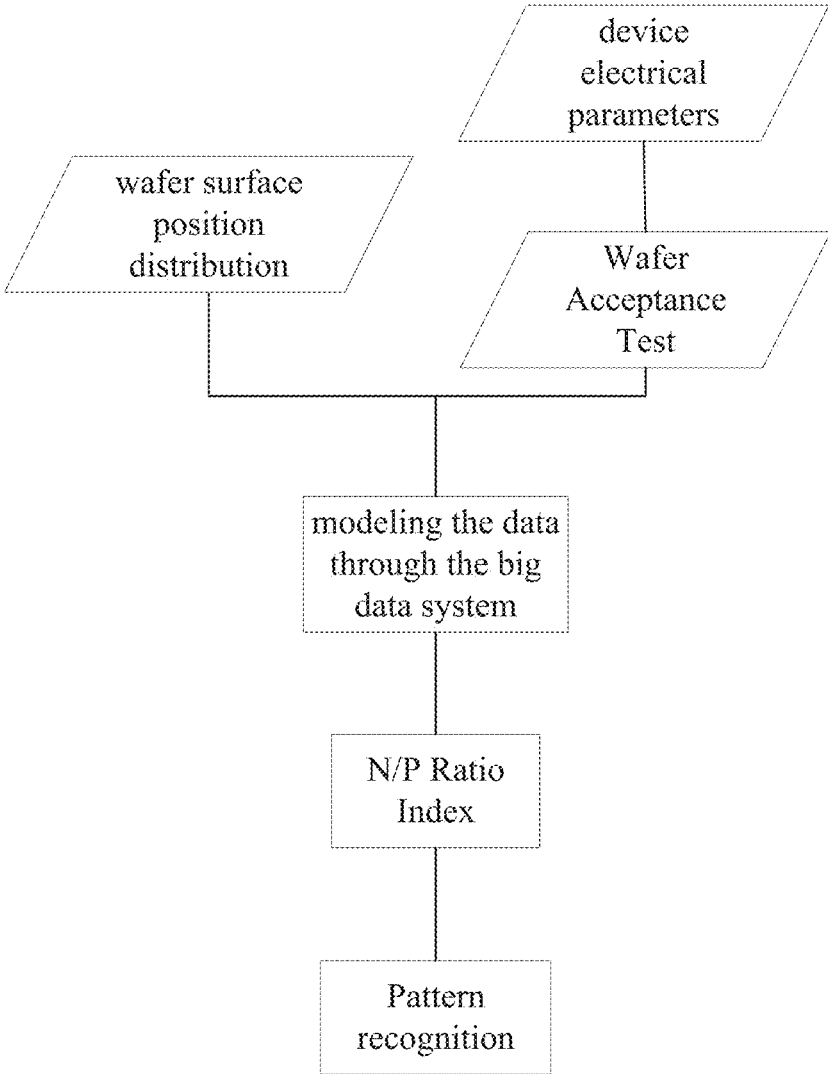 device
electrical
parameters
wafer surface
position
distribution
Wafer
Acceptance
Test
modeling the data
through the big
data system
N/P Ratio
Index
Pattern
recognition